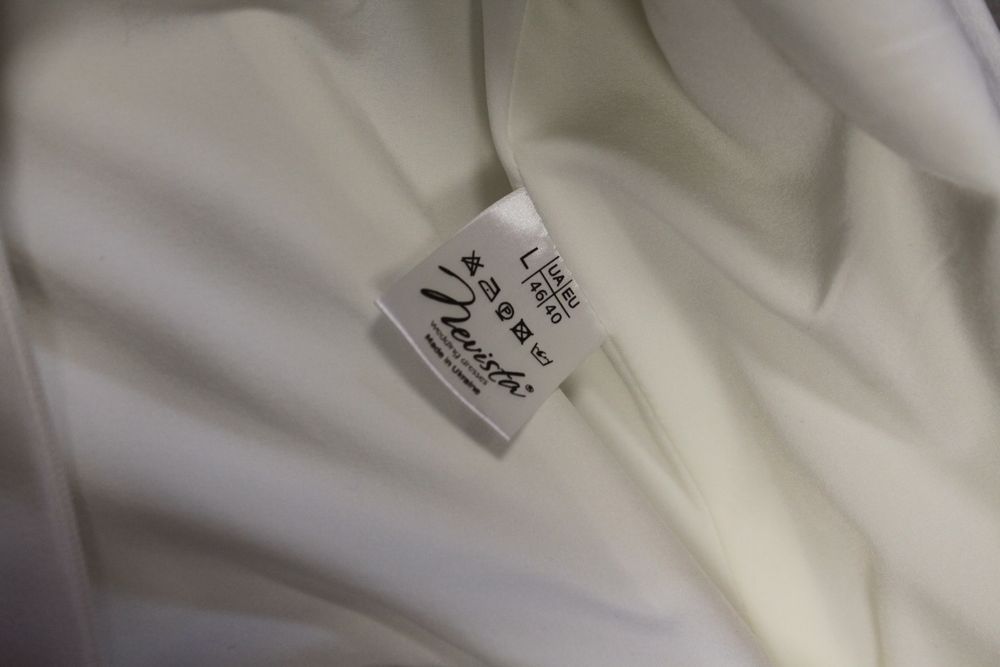 L
UA EU
46 40
Nevista®
wedding dresses
Made in Ukraine